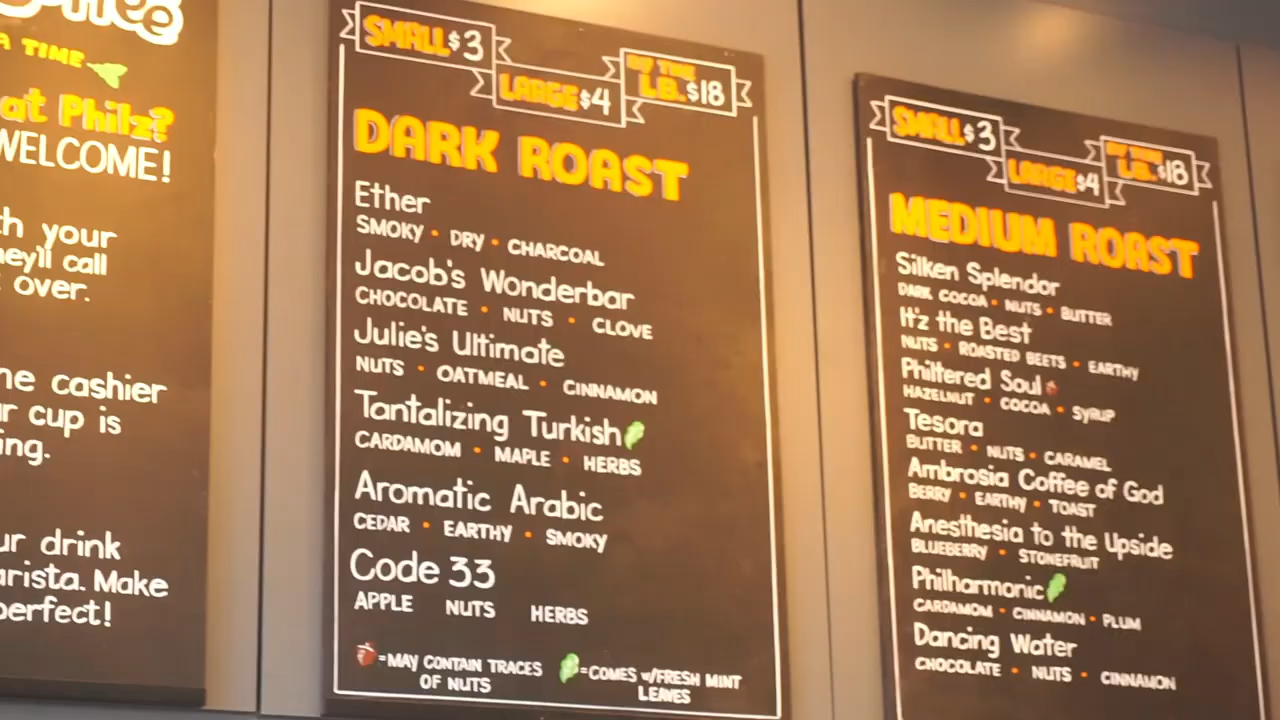 A TIME
at Philz?
WELCOME!
your
they'll call
over.
cashier
cup is
drink
barista. Make
perfect!
SMALL $3
LARGE $4
BY THE LB. $18
DARK ROAST
Ether
SMOKY • DRY • CHARCOAL
Jacob's Wonderbar
CHOCOLATE • NUTS • CLOVE
Julie's Ultimate
NUTS • OATMEAL • CINNAMON
Tantalizing Turkish
CARDAMOM • MAPLE • HERBS
Aromatic Arabic
CEDAR • EARTHY • SMOKY
Code 33
APPLE NUTS HERBS
=MAY CONTAIN TRACES
OF NUTS
=COMES w/FRESH MINT
LEAVES
SMALL $3
LARGE $4
BY THE LB. $18
MEDIUM ROAST
Silken Splendor
DARK COCOA • NUTS • BUTTER
It'z the Best
NUTS • ROASTED BEETS • EARTHY
Philtered Soul
HAZELNUT • COCOA • SYRUP
Tesora
BUTTER • NUTS • CARAMEL
Ambrosia Coffee of God
BERRY • EARTHY • TOAST
Anesthesia to the Upside
BLUEBERRY • STONEFRUIT
Philharmonic
CARDAMOM • CINNAMON • PLUM
Dancing Water
CHOCOLATE • NUTS • CINNAMON